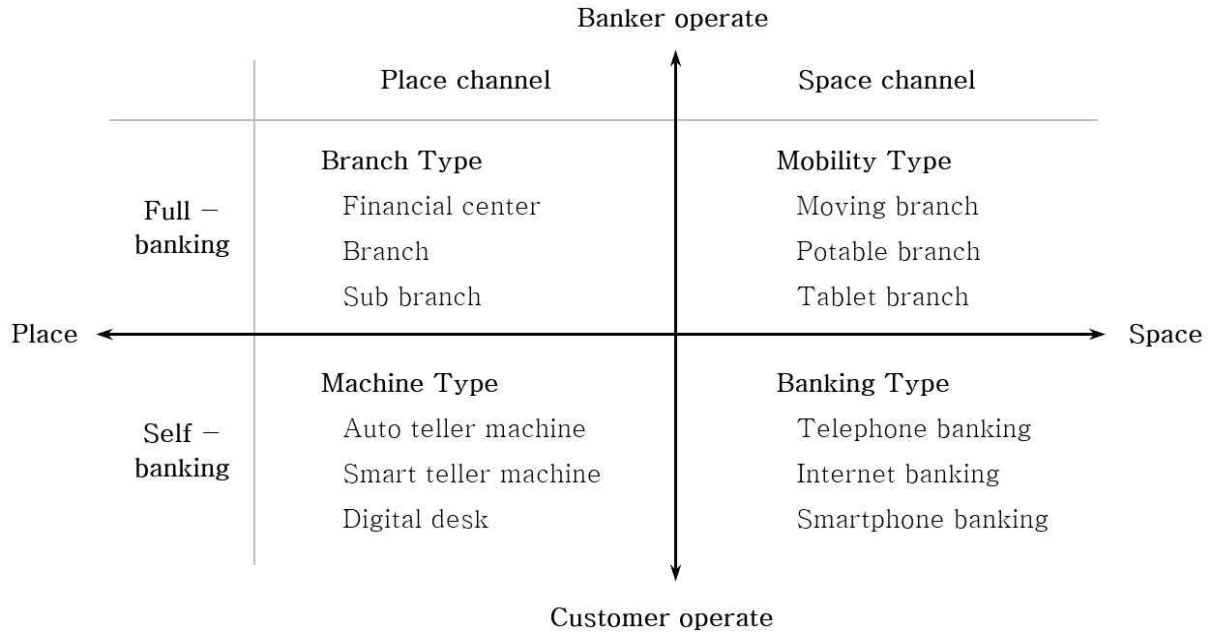 Banker operate
Place channel
Space channel
Branch Type
Financial center
Branch
Sub branch
Mobility Type
Moving branch
Potable branch
Tablet branch
Full –
banking
Place
Space
Machine Type
Auto teller machine
Smart teller machine
Digital desk
Banking Type
Telephone banking
Internet banking
Smartphone banking
Self –
banking
Customer operate